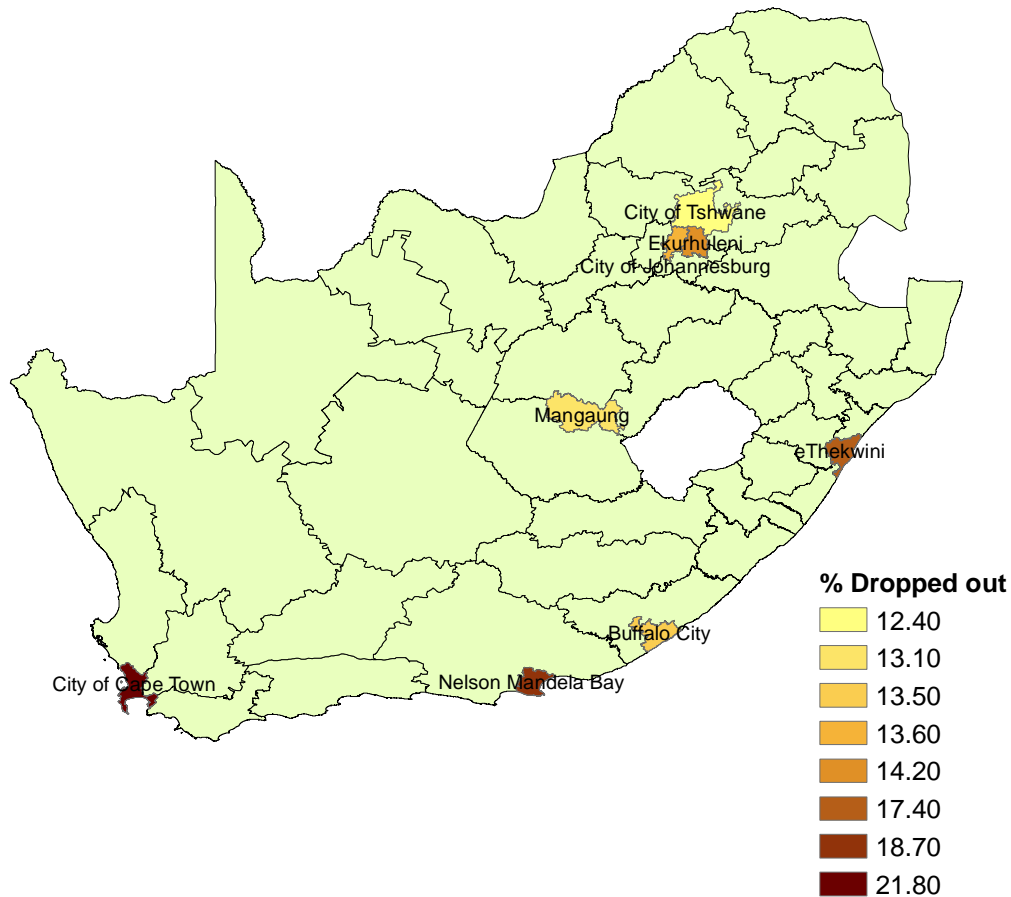 City of Tshwane
Ekurhuleni
City of Johannesburg
Mangaung
eThekwini
% Dropped out
12.40
13.10
Buffalo City
City of Cape Town
Nelson Mandela Bay
13.50
13.60
14.20
17.40
18.70
21.80